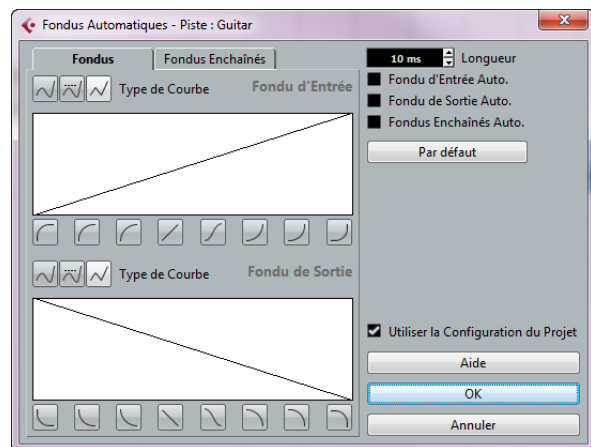 Fondus Automatiques - Piste : Guitar
Fondus
Fondus Enchaînés
Type de Courbe
Fondu d'Entrée
Type de Courbe
Fondu de Sortie
10 ms
Longueur
Fondu d'Entrée Auto.
Fondu de Sortie Auto.
Fondus Enchaînés Auto.
Par défaut
Utiliser la Configuration du Projet
Aide
OK
Annuler